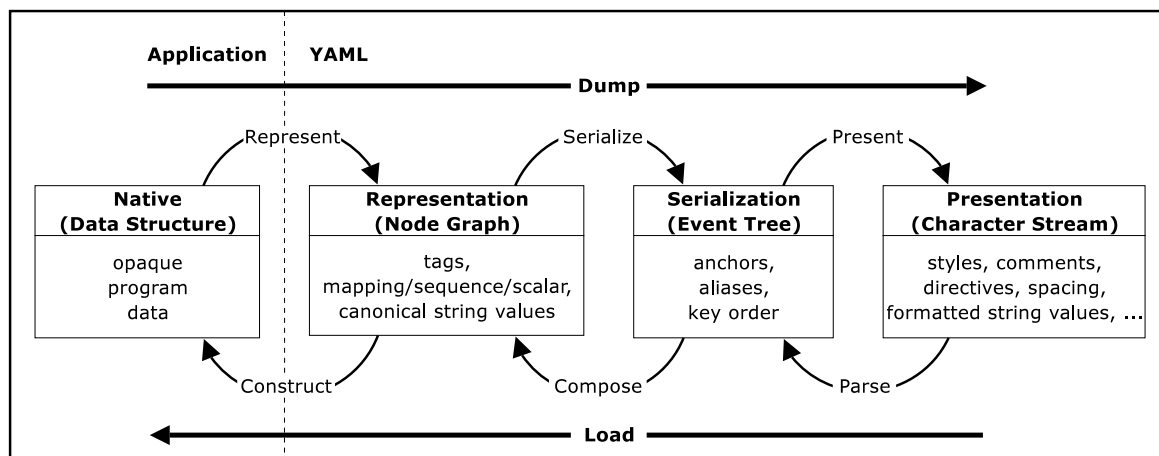 Application YAML
Dump
Represent Serialize Present
Native
(Data Structure)
opaque
program
data
Representation
(Node Graph)
tags,
mapping/sequence/scalar,
canonical string values
Serialization
(Event Tree)
anchors,
aliases,
key order
Presentation
(Character Stream)
styles, comments,
directives, spacing,
formatted string values, ...
Construct Compose Parse
Load